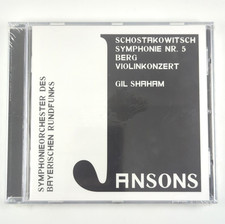 SCHOSTAKOWITSCH
SYMPHONIE NR. 5
BERG
VIOLINKONZERT
GIL SHAHAM
SYMPHONIEORCHESTER DES
BAYERISCHEN RUNDFUNKS
JANSONS